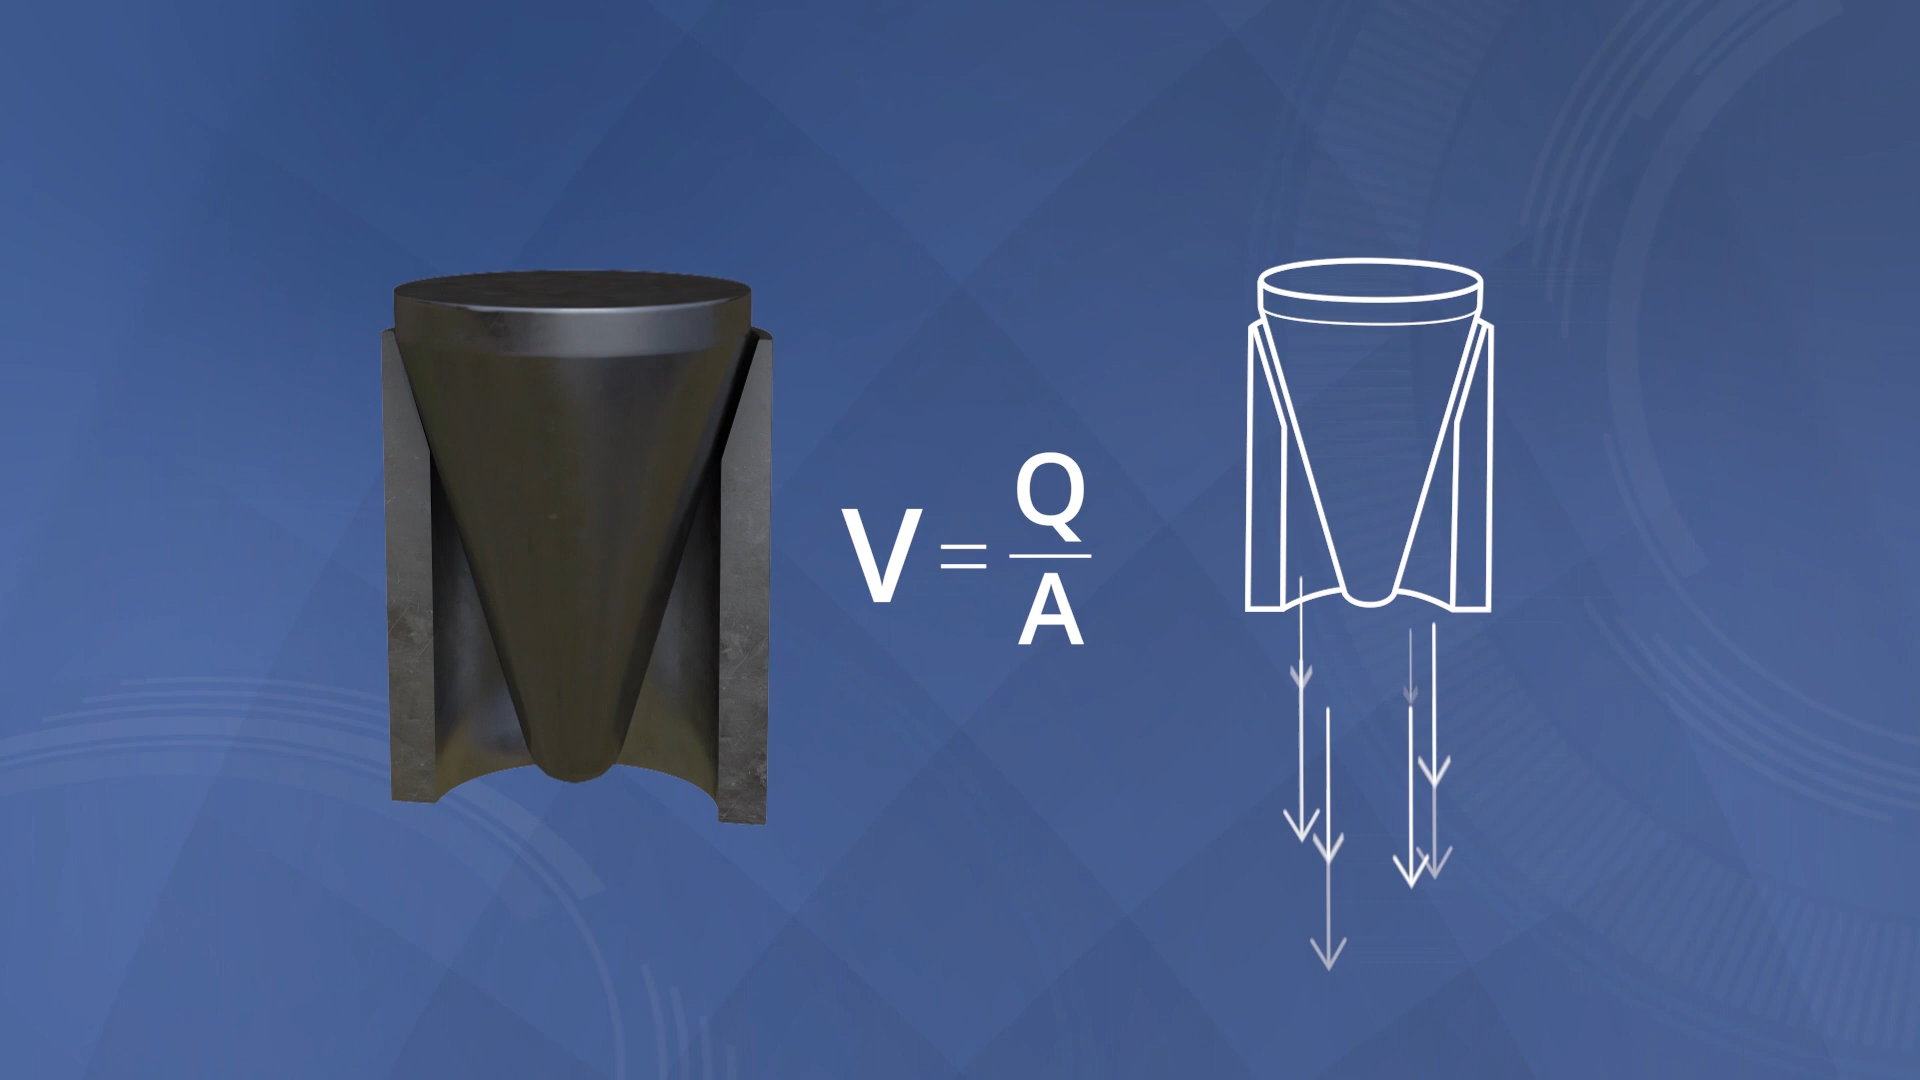 V = Q
A